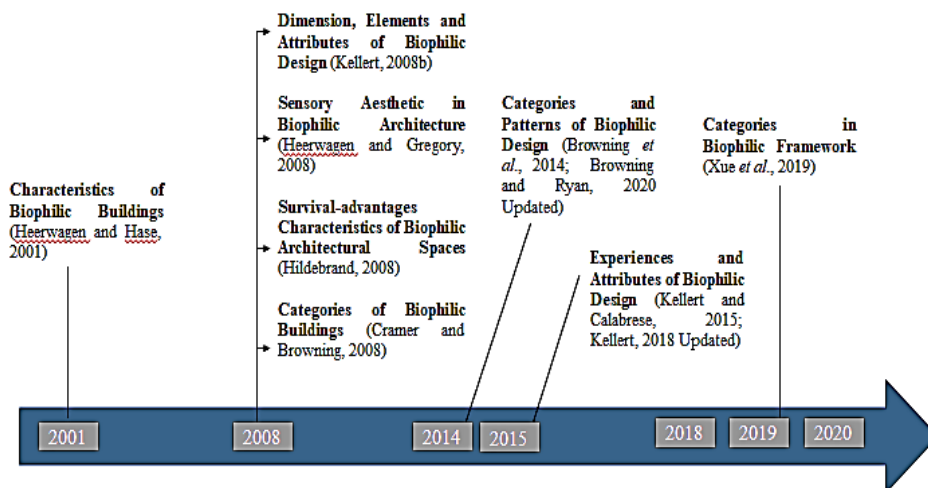 Dimension, Elements and
Attributes of Biophilic
Design (Kellert, 2008b)
Sensory Aesthetic in
Biophilic Architecture
(Heerwagen and Gregory,
2008)
Survival-advantages
Characteristics of Biophilic
Architectural Spaces
(Hildebrand, 2008)
Categories of Biophilic
Buildings (Cramer and
Browning, 2008)
Characteristics of
Biophilic Buildings
(Heerwagen and Hase,
2001)
Categories and
Patterns of Biophilic
Design (Browning et
al., 2014; Browning
and Ryan, 2020
Updated)
Experiences and
Attributes of Biophilic
Design (Kellert and
Calabrese, 2015;
Kellert, 2018 Updated)
Categories in
Biophilic Framework
(Xue et al., 2019)
2001
2008
2014
2015
2018
2019
2020